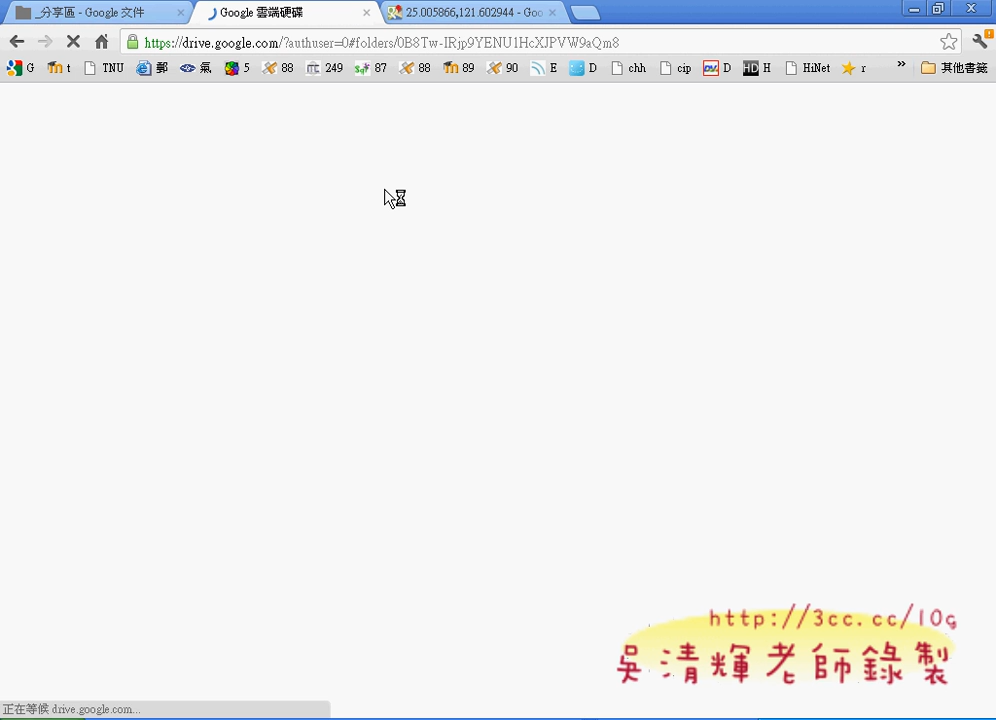 _分享區 - Google 文件
Google 雲端硬碟
25.005866,121.602944 - Goo
https://drive.google.com/?authuser=0#folders/0B8Tw-IRjp9YENU1HcXJPVW9aQm8
G t TNU 郵 氣 5 88 249 87 88 89 90 E D chh cip D HD H HiNet r » 其他書籤
http://3cc.cc/10g
吳清輝老師錄製
正在等候 drive.google.com...